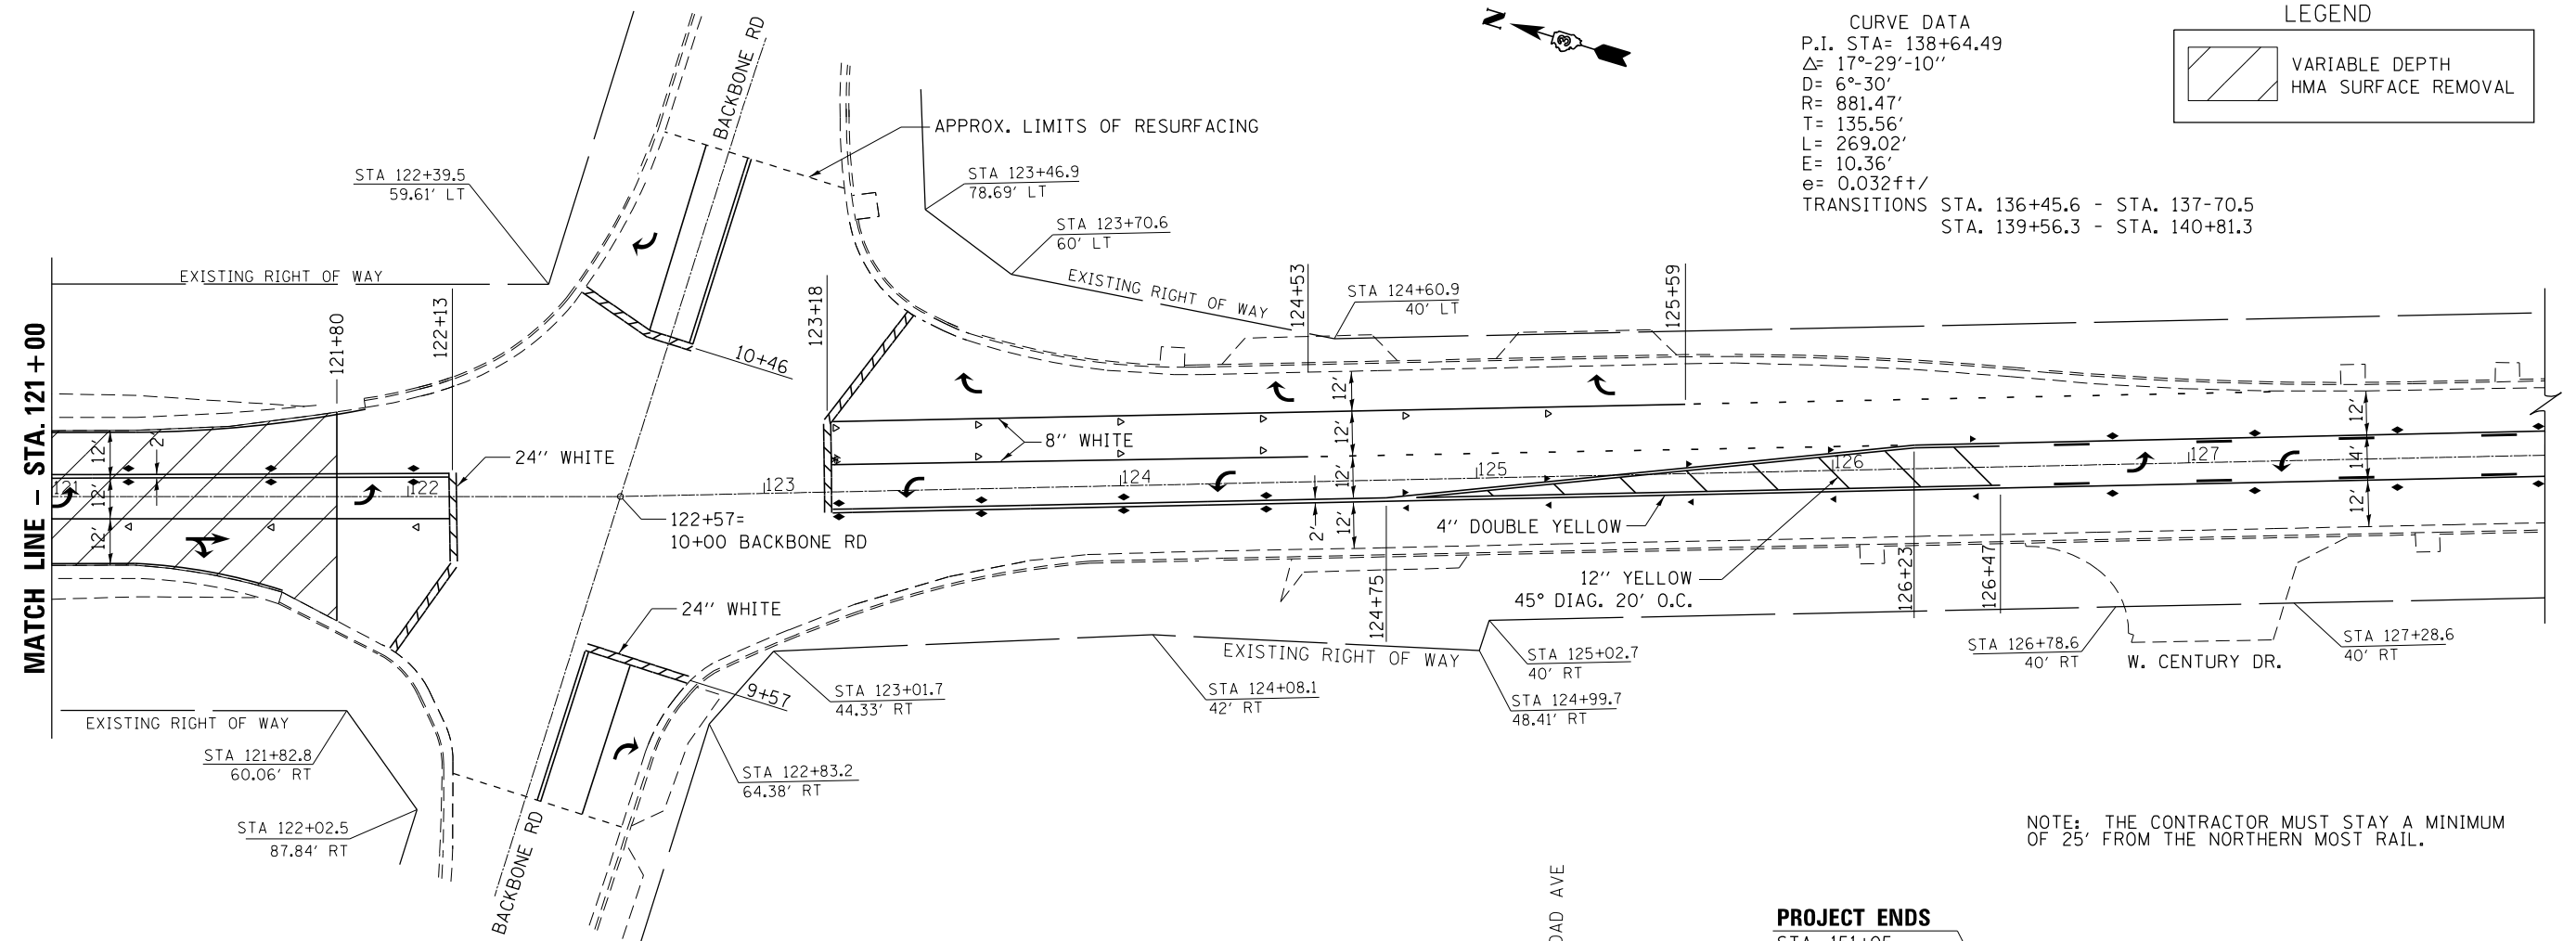 CURVE DATA
P.I. STA= 138+64.49
Δ= 17°-29'-10''
D= 6°-30'
R= 881.47'
T= 135.56'
L= 269.02'
E= 10.36'
e= 0.032ft/
TRANSITIONS STA. 136+45.6 - STA. 137-70.5
STA. 139+56.3 - STA. 140+81.3
LEGEND
VARIABLE DEPTH
HMA SURFACE REMOVAL
N
3
BACKBONE RD
APPROX. LIMITS OF RESURFACING
STA 122+39.5
59.61' LT
STA 123+46.9
78.69' LT
STA 123+70.6
60' LT
EXISTING RIGHT OF WAY
EXISTING RIGHT OF WAY
STA 124+60.9
40' LT
MATCH LINE - STA. 121+00
121+80
122+13
123+18
124+53
125+59
10+46
12'
2'
12'
12'
24'' WHITE
8'' WHITE
12'
12'
12'
2'
12'
12'
14'
12'
121
122
123
124
125
126
127
122+57=
10+00 BACKBONE RD
4'' DOUBLE YELLOW
12'' YELLOW
45° DIAG. 20' O.C.
124+75
126+23
126+47
24'' WHITE
9+57
EXISTING RIGHT OF WAY
EXISTING RIGHT OF WAY
STA 121+82.8
60.06' RT
STA 122+02.5
87.84' RT
STA 123+01.7
44.33' RT
STA 122+83.2
64.38' RT
STA 124+08.1
42' RT
STA 125+02.7
40' RT
STA 124+99.7
48.41' RT
STA 126+78.6
40' RT
W. CENTURY DR.
STA 127+28.6
40' RT
BACKBONE RD
NOTE: THE CONTRACTOR MUST STAY A MINIMUM
OF 25' FROM THE NORTHERN MOST RAIL.
AVE
PROJECT ENDS
STA. 151+05